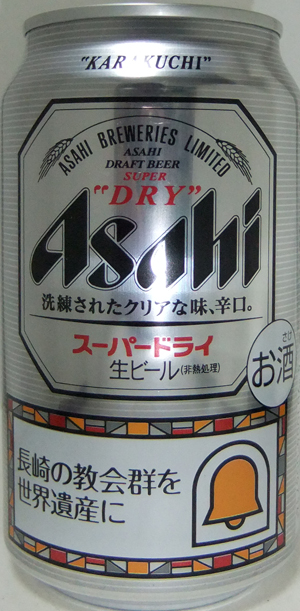 "KARAKUCHI"
ASAHI BREWERIES LIMITED
ASAHI
DRAFT BEER
SUPER
"DRY"
Asahi
洗練されたクリアな味、辛口。
スーパードライ
生ビール(非熱処理)
さけ
お酒
長崎の教会群を
世界遺産に